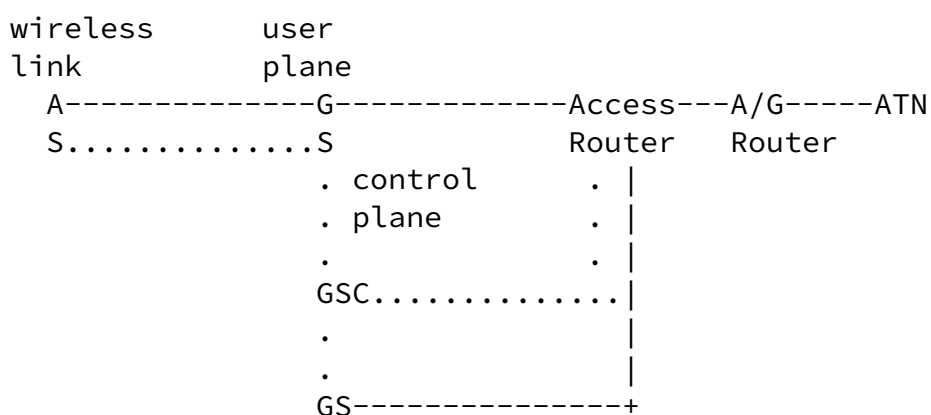 wireless        user
link            plane
  A--------------G-------------Access---A/G-----ATN
  S..............S             Router   Router
                 . control      . |
                 . plane        . |
                 .              . |
                 GSC..............|
                 .                |
                 .                |
                 GS---------------+